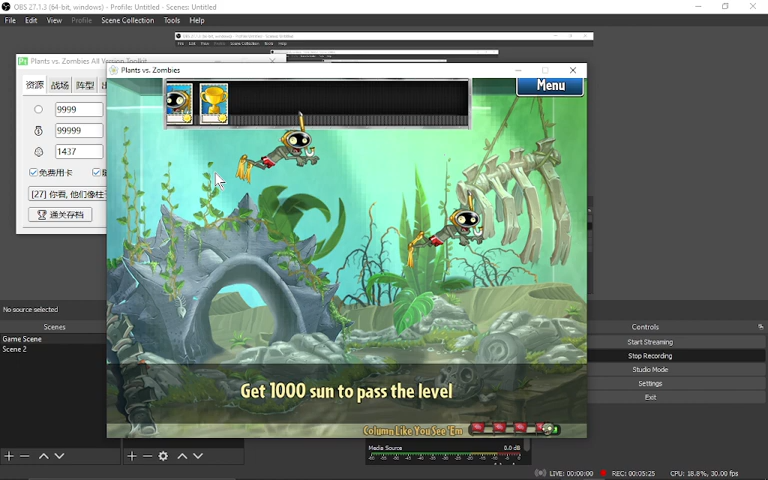 OBS 27.1.3 (64-bit, windows) - Profile: Untitled - Scenes: Untitled
File Edit View Profile Scene Collection Tools Help
Plants vs. Zombies All Version Toolkit
资源 战场 阵型
9999
99999
1437
免费用卡
[27] 你看, 他们像柱子
通关存档
Plants vs. Zombies
Menu
Get 1000 sun to pass the level
Column Like You See 'Em
No source selected
Scenes
Game Scene
Scene 2
Media Source
0.0 dB
Controls
Start Streaming
Stop Recording
Studio Mode
Settings
Exit
LIVE: 00:00:00 REC: 00:05:25 CPU: 18.8%, 30.00 fps